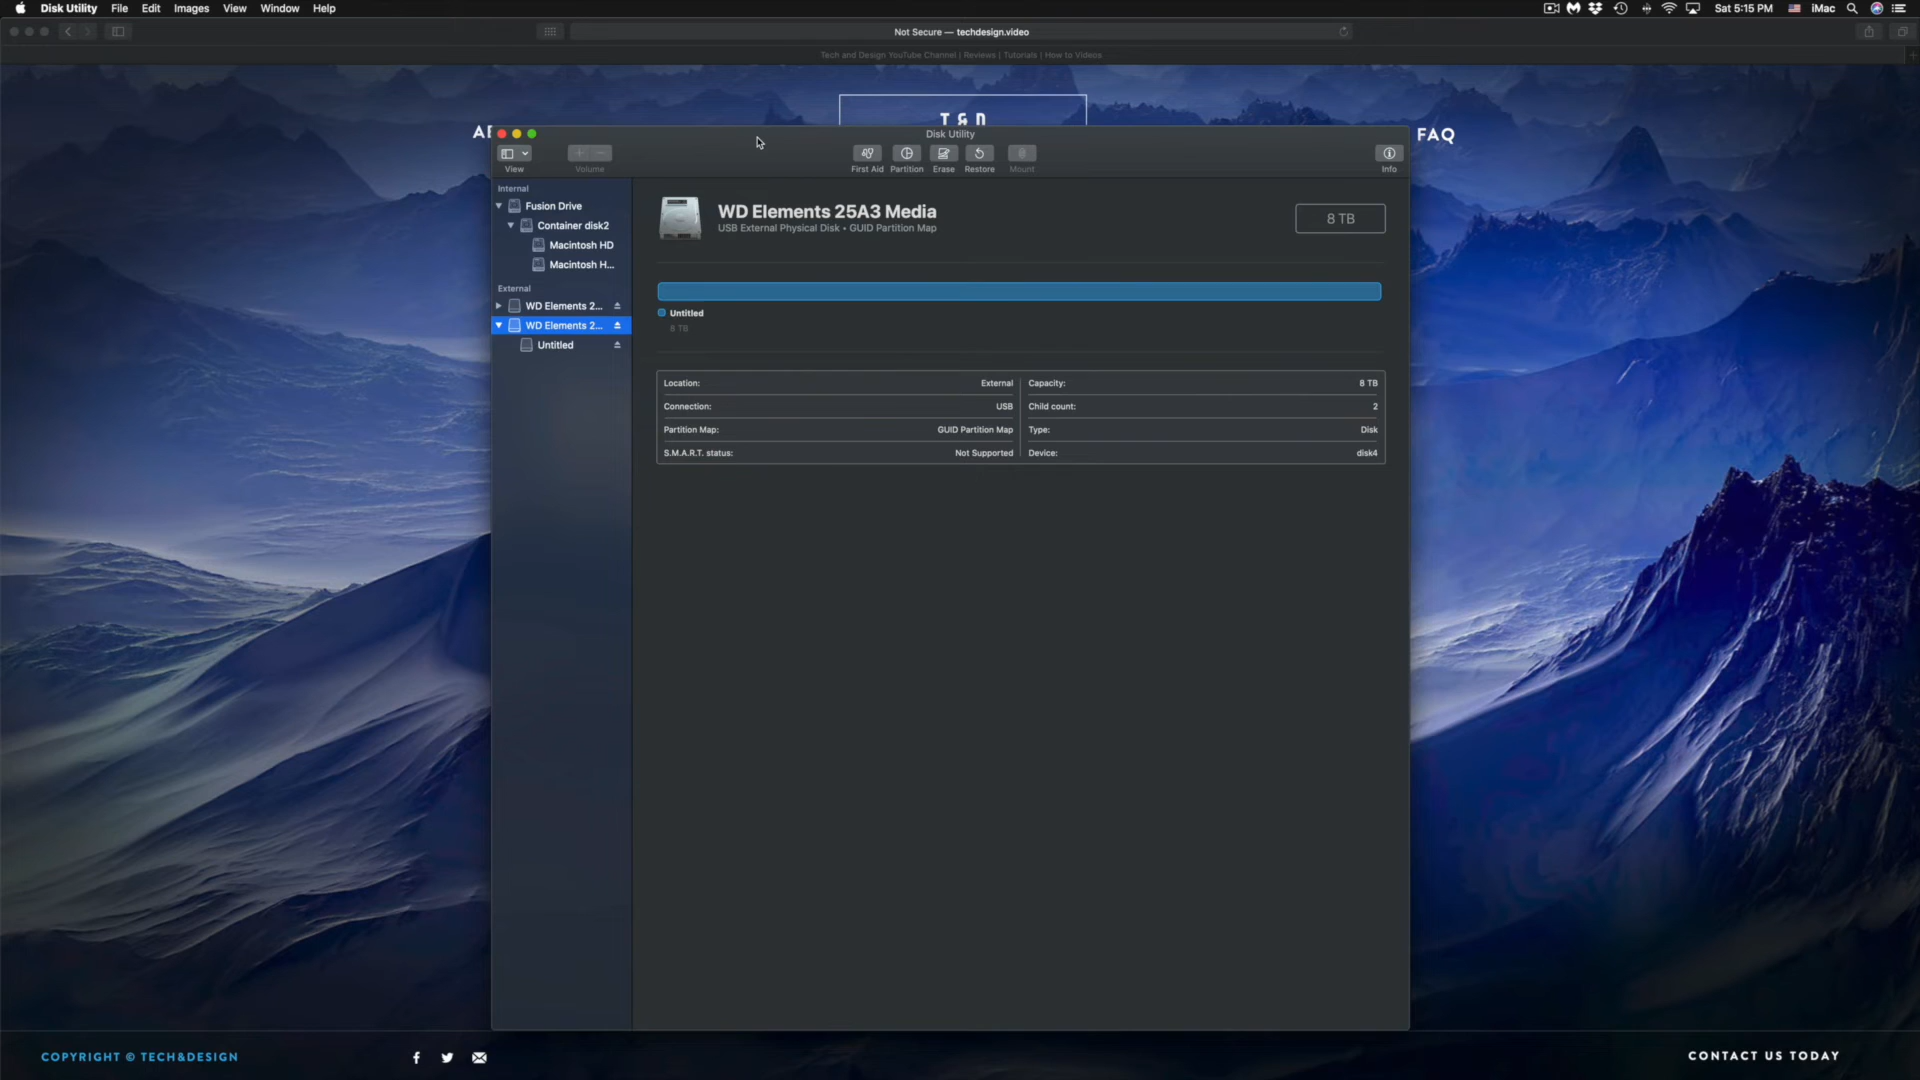 Disk Utility File Edit Images View Window Help Sat 5:15 PM iMac
Not Secure — techdesign.video
Tech and Design YouTube Channel | Reviews | Tutorials | How to Videos
T & D
FAQ
Disk Utility
View Volume First Aid Partition Erase Restore Mount Info
Internal
Fusion Drive
Container disk2
Macintosh HD
Macintosh H...
External
WD Elements 2...
WD Elements 2...
Untitled
WD Elements 25A3 Media
USB External Physical Disk • GUID Partition Map
8 TB
Untitled
8 TB
Location: External Capacity: 8 TB
Connection: USB Child count: 2
Partition Map: GUID Partition Map Type: Disk
S.M.A.R.T. status: Not Supported Device: disk4
COPYRIGHT © TECH&DESIGN
CONTACT US TODAY